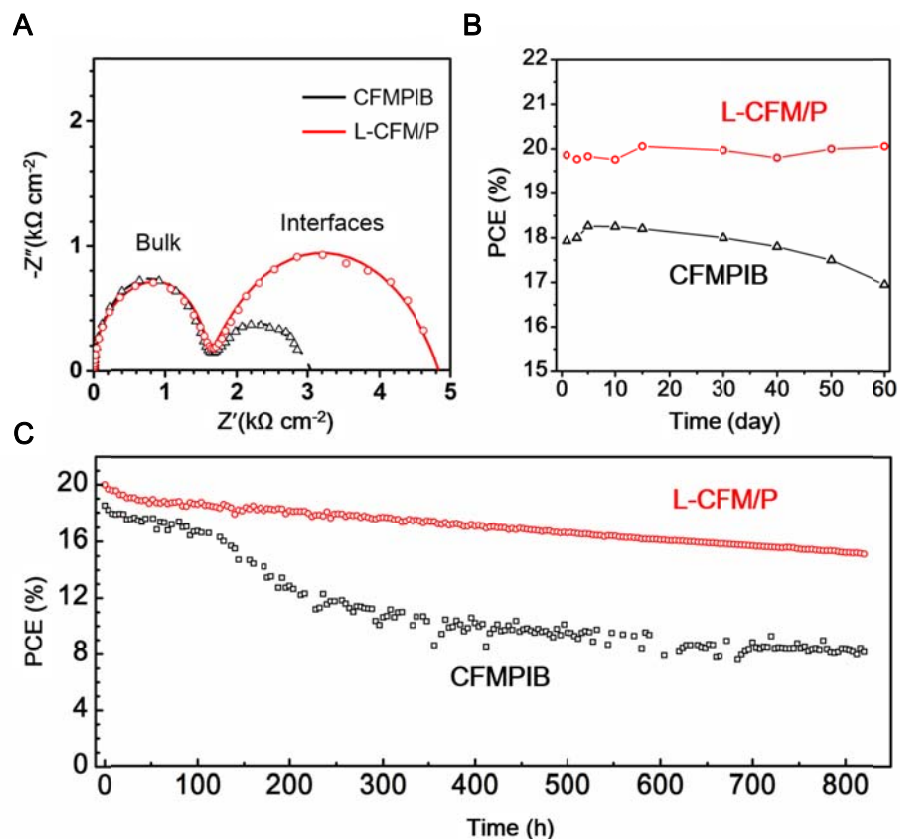 A
CFMPIB
L-CFM/P
Bulk
Interfaces
-Z″(kΩ cm⁻²)
2
1
0
0 1 2 3 4 5
Z′(kΩ cm⁻²)
B
22
21
20
19
18
17
16
15
PCE (%)
L-CFM/P
CFMPIB
0 10 20 30 40 50 60
Time (day)
C
20
16
12
8
4
0
PCE (%)
L-CFM/P
CFMPIB
0 100 200 300 400 500 600 700 800
Time (h)